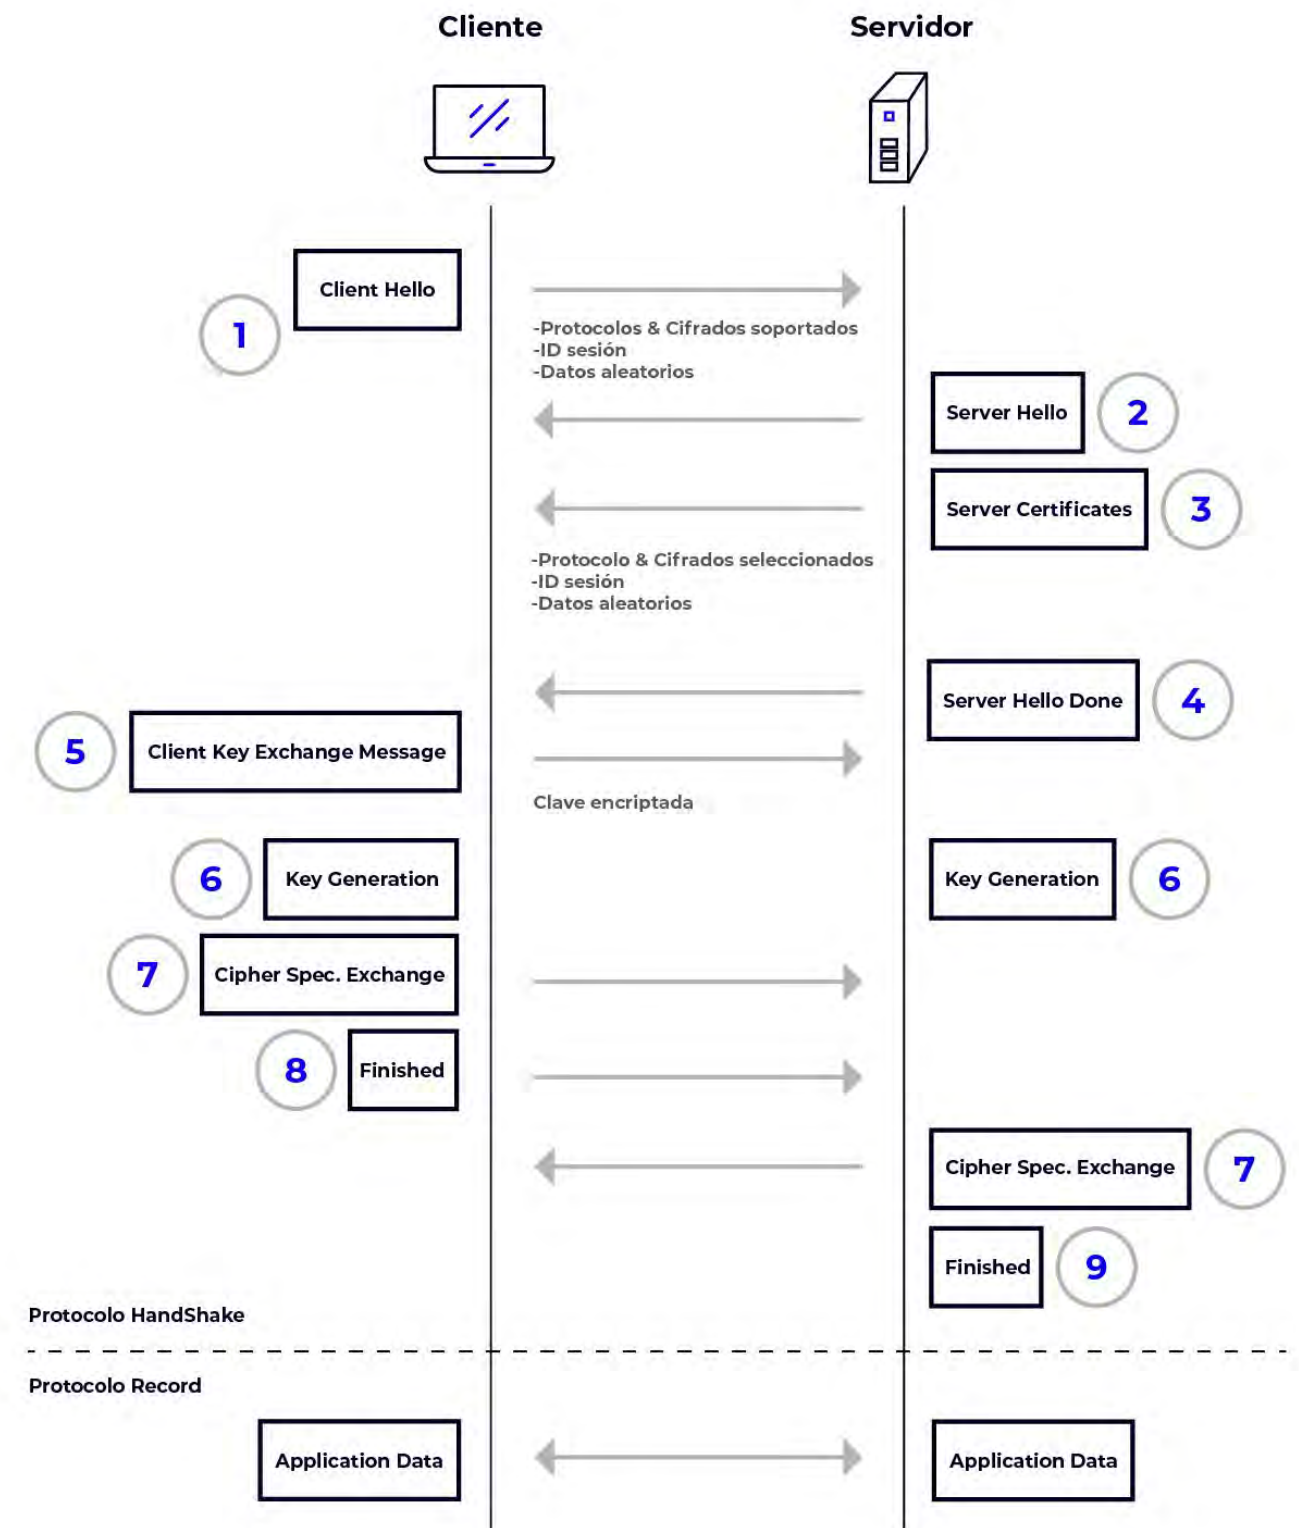 Cliente
Servidor
Client Hello
1
-Protocolos & Cifrados soportados
-ID sesión
-Datos aleatorios
Server Hello
2
Server Certificates
3
-Protocolo & Cifrados seleccionados
-ID sesión
-Datos aleatorios
Server Hello Done
4
5
Client Key Exchange Message
Clave encriptada
6
Key Generation
Key Generation
6
7
Cipher Spec. Exchange
8
Finished
Cipher Spec. Exchange
7
Finished
9
Protocolo HandShake
Protocolo Record
Application Data
Application Data